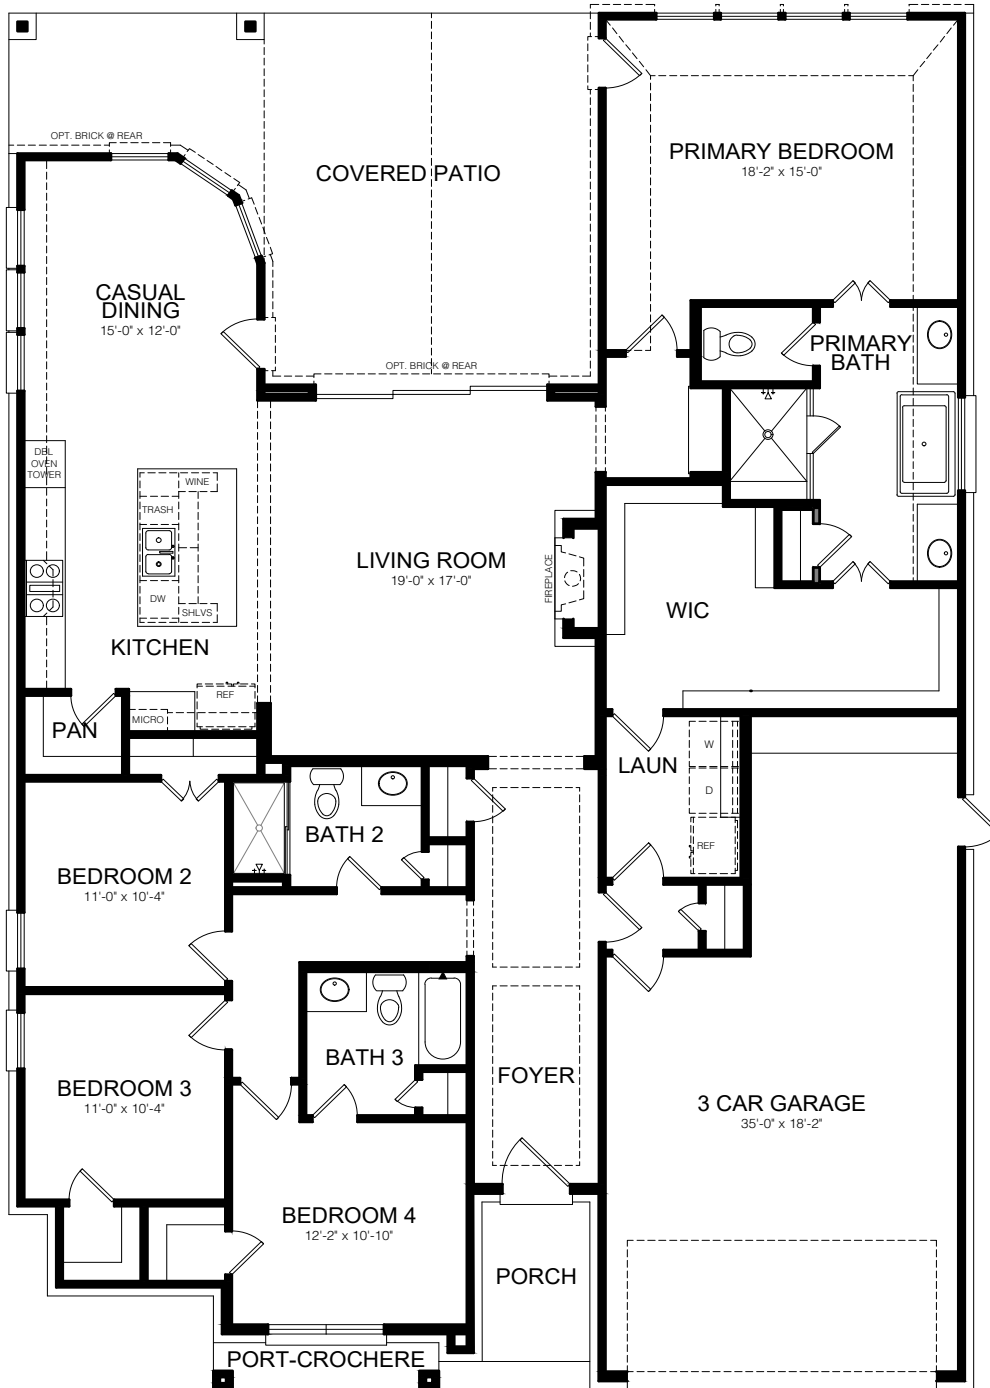 OPT. BRICK @ REAR
COVERED PATIO
PRIMARY BEDROOM
18'-2" x 15'-0"
CASUAL
DINING
15'-0" x 12'-0"
OPT. BRICK @ REAR
PRIMARY
BATH
DBL
OVEN
TOWER
WINE
TRASH
DW
SHLVS
KITCHEN
LIVING ROOM
19'-0" x 17'-0"
FIREPLACE
WIC
REF
MICRO
PAN
LAUN
W
D
REF
BATH 2
BEDROOM 2
11'-0" x 10'-4"
BATH 3
FOYER
BEDROOM 3
11'-0" x 10'-4"
3 CAR GARAGE
35'-0" x 18'-2"
BEDROOM 4
12'-2" x 10'-10"
PORCH
PORT-CROCHERE